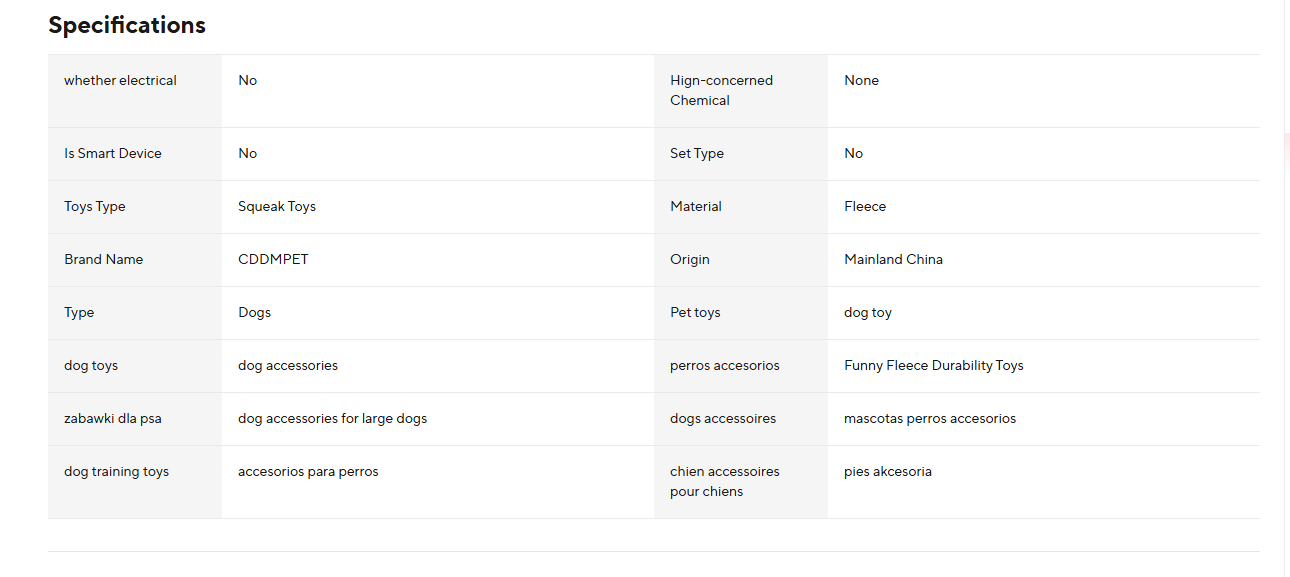 Specifications
whether electrical No Hign-concerned
Chemical None
Is Smart Device No Set Type No
Toys Type Squeak Toys Material Fleece
Brand Name CDDMPET Origin Mainland China
Type Dogs Pet toys dog toy
dog toys dog accessories perros accesorios Funny Fleece Durability Toys
zabawki dla psa dog accessories for large dogs dogs accessoires mascotas perros accesorios
dog training toys accesorios para perros chien accessoires
pour chiens pies akcesoria